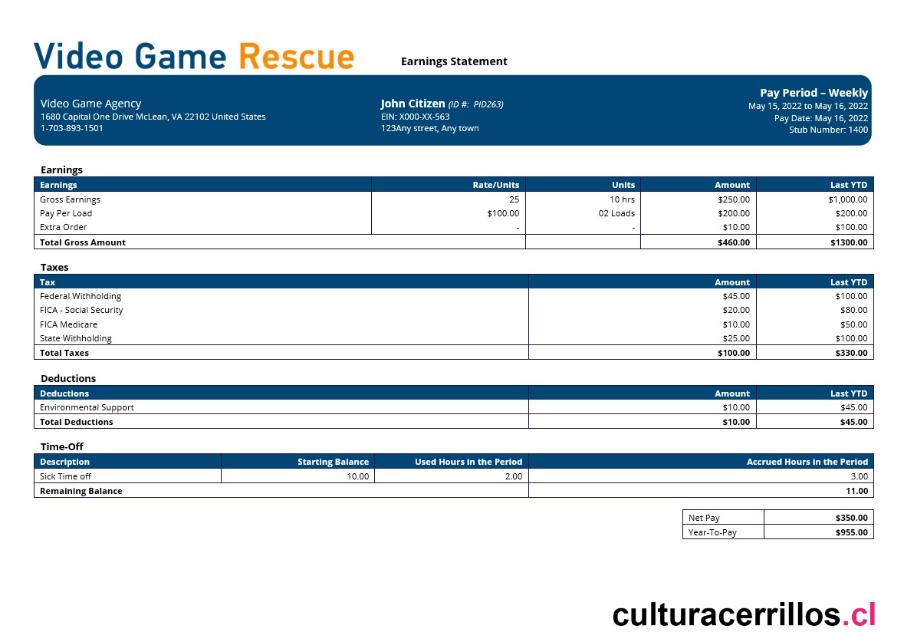 Video Game Rescue
Earnings Statement
Video Game Agency
1680 Capital One Drive McLean, VA 22102 United States
1-703-893-1501
John Citizen (ID #: PID263)
EIN: X000-XX-563
123Any street, Any town
Pay Period – Weekly
May 15, 2022 to May 16, 2022
Pay Date: May 16, 2022
Stub Number: 1400
Earnings
Earnings Rate/Units Units Amount Last YTD
Gross Earnings 25 10 hrs $250.00 $1,000.00
Pay Per Load $100.00 02 Loads $200.00 $200.00
Extra Order - - $10.00 $100.00
Total Gross Amount $460.00 $1300.00
Taxes
Tax Amount Last YTD
Federal Withholding $45.00 $100.00
FICA - Social Security $20.00 $80.00
FICA Medicare $10.00 $50.00
State Withholding $25.00 $100.00
Total Taxes $100.00 $330.00
Deductions
Deductions Amount Last YTD
Environmental Support $10.00 $45.00
Total Deductions $10.00 $45.00
Time-Off
Description Starting Balance Used Hours in the Period Accrued Hours in the Period
Sick Time off 10.00 2.00 3.00
Remaining Balance 11.00
Net Pay $350.00
Year-To-Pay $955.00
culturacerrillos.cl